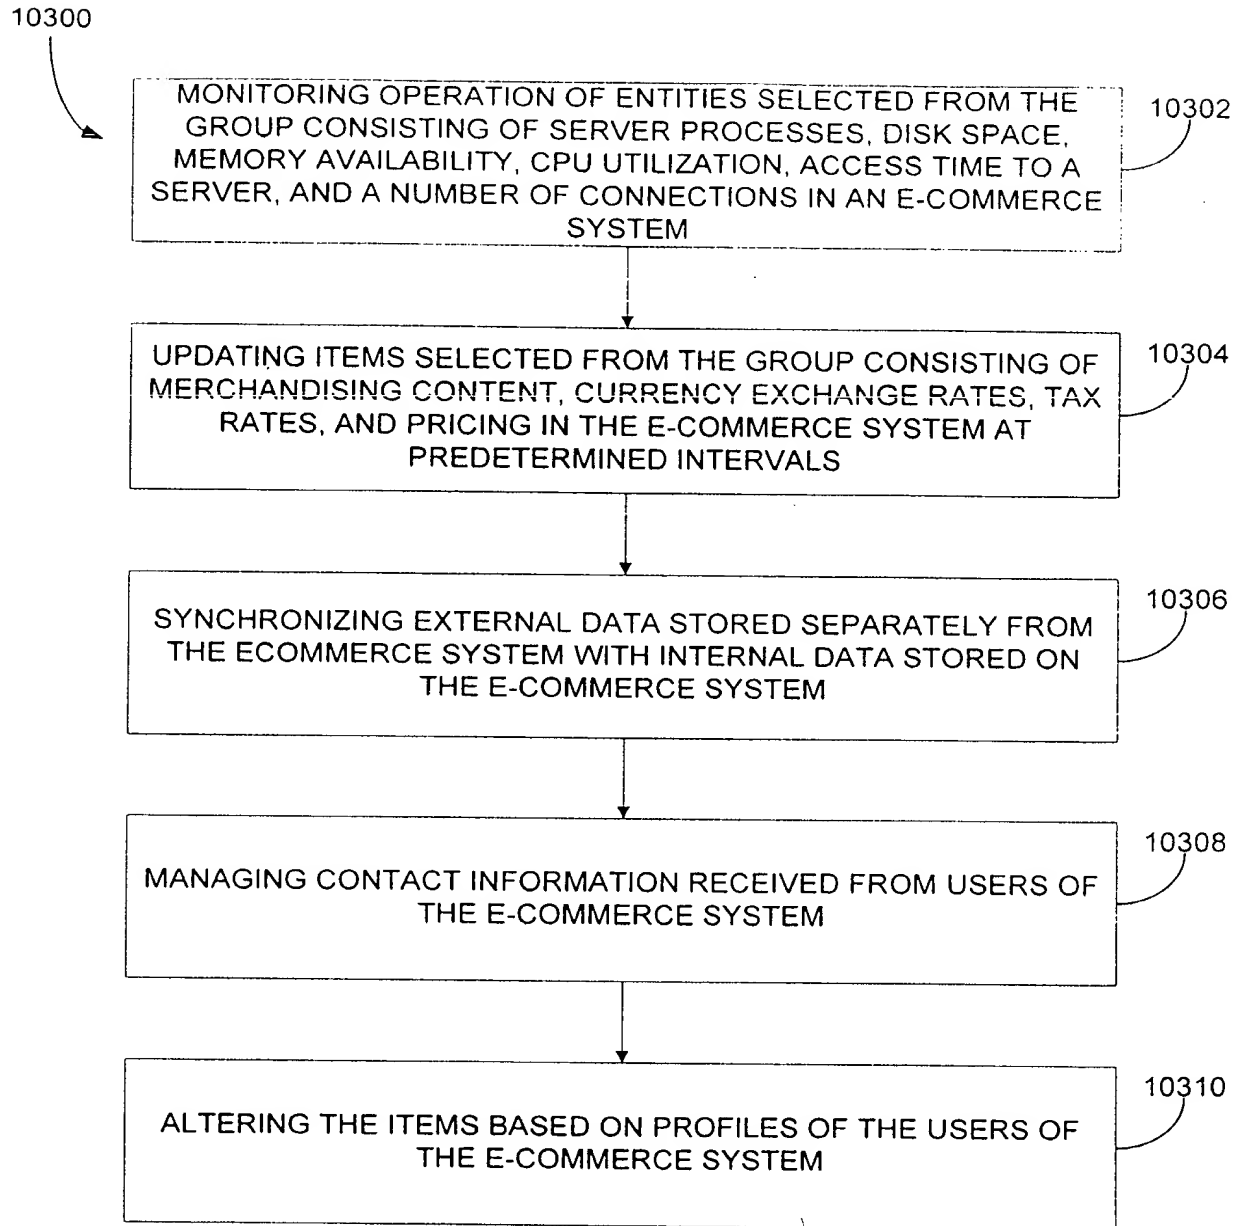 10300
MONITORING OPERATION OF ENTITIES SELECTED FROM THE
GROUP CONSISTING OF SERVER PROCESSES, DISK SPACE,
MEMORY AVAILABILITY, CPU UTILIZATION, ACCESS TIME TO A
SERVER, AND A NUMBER OF CONNECTIONS IN AN E-COMMERCE
SYSTEM
10302
UPDATING ITEMS SELECTED FROM THE GROUP CONSISTING OF
MERCHANDISING CONTENT, CURRENCY EXCHANGE RATES, TAX
RATES, AND PRICING IN THE E-COMMERCE SYSTEM AT
PREDETERMINED INTERVALS
10304
SYNCHRONIZING EXTERNAL DATA STORED SEPARATELY FROM
THE ECOMMERCE SYSTEM WITH INTERNAL DATA STORED ON
THE E-COMMERCE SYSTEM
10306
MANAGING CONTACT INFORMATION RECEIVED FROM USERS OF
THE E-COMMERCE SYSTEM
10308
ALTERING THE ITEMS BASED ON PROFILES OF THE USERS OF
THE E-COMMERCE SYSTEM
10310